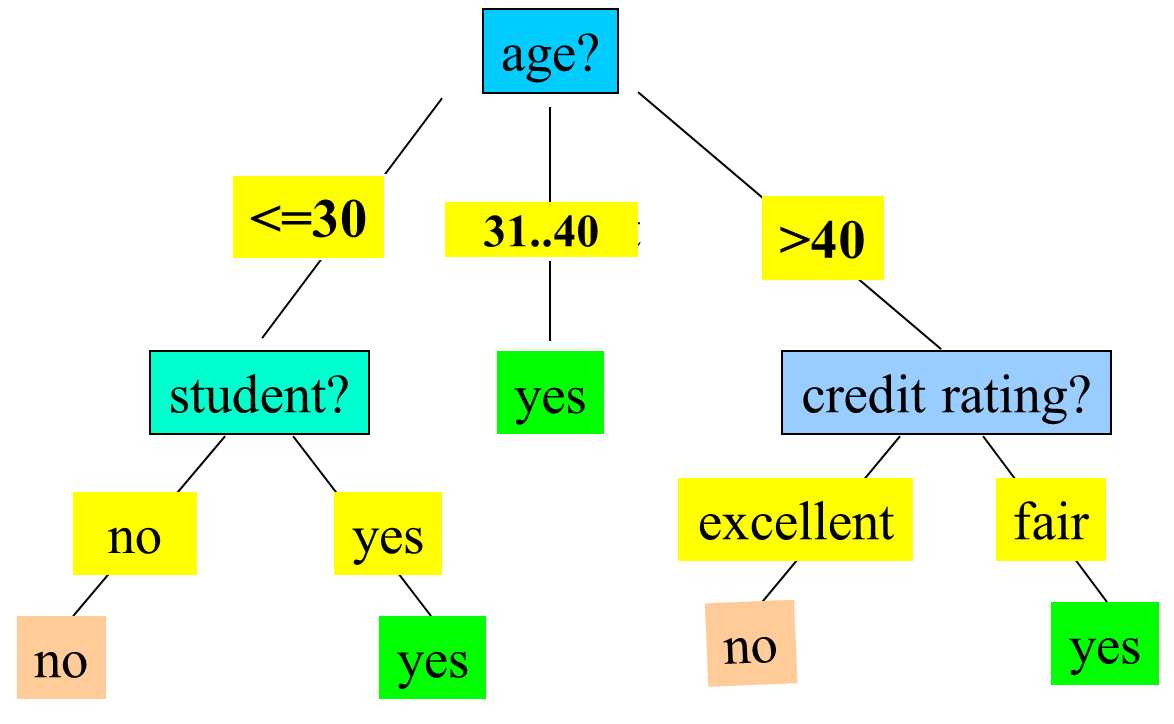 age?
<=30
31..40
>40
student?
yes
credit rating?
no
yes
excellent
fair
no
yes
no
yes